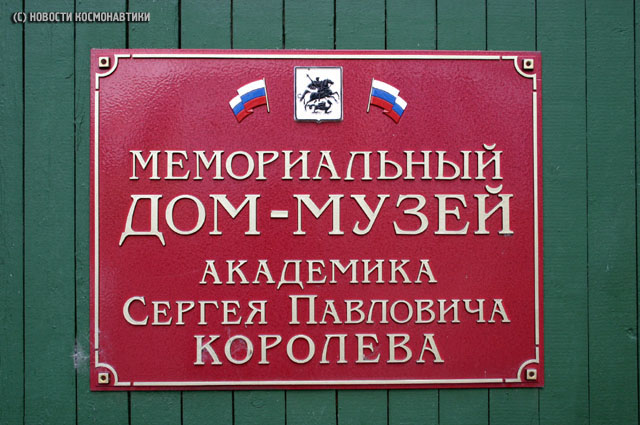 (C) НОВОСТИ КОСМОНАВТИКИ
МЕМОРИАЛЬНЫЙ
ДОМ-МУЗЕЙ
АКАДЕМИКА
СЕРГЕЯ ПАВЛОВИЧА
КОРОЛЕВА